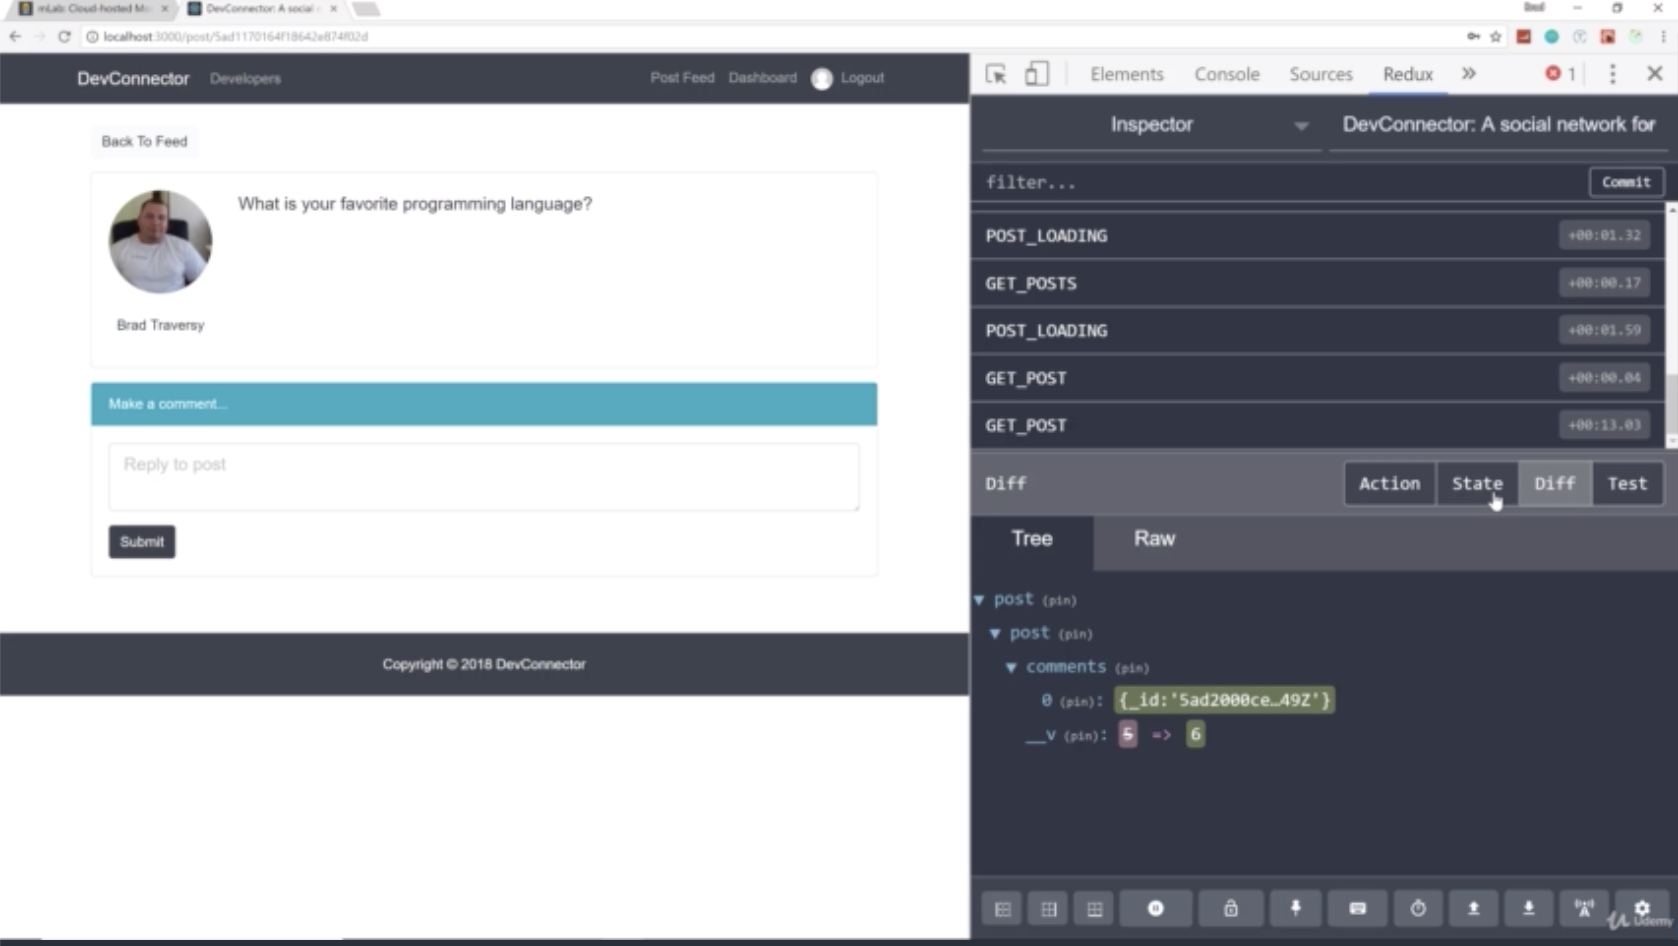 mLab: Cloud-hosted Mo
DevConnector: A social n
localhost:3000/post/5ad1170164f18642e874f02d
DevConnector Developers Post Feed Dashboard Logout
Back To Feed
What is your favorite programming language?
Brad Traversy
Make a comment...
Reply to post
Submit
Copyright © 2018 DevConnector
Elements Console Sources Redux » 1
Inspector DevConnector: A social network for
filter... Commit
POST_LOADING +00:01.32
GET_POSTS +00:00.17
POST_LOADING +00:01.59
GET_POST +00:00.04
GET_POST +00:13.03
Diff Action State Diff Test
Tree Raw
post (pin)
post (pin)
comments (pin)
0 (pin): {_id:'5ad2000ce…49Z'}
__v (pin): 5 => 6
Udemy